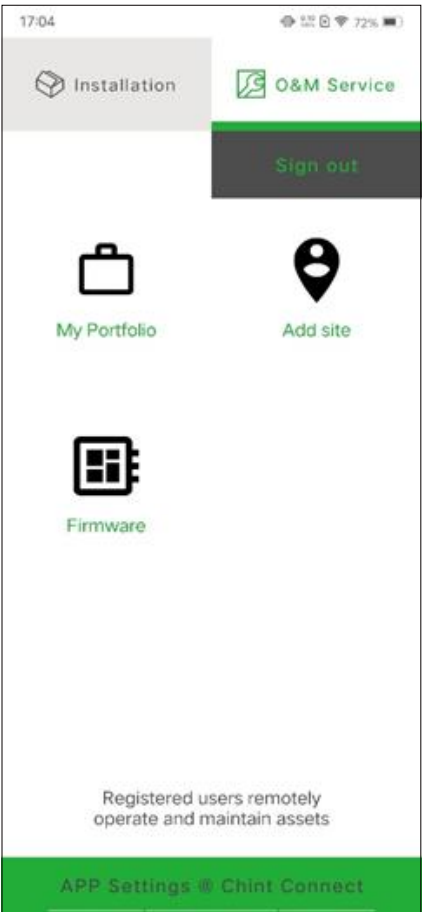 17:04
72%
Installation
O&M Service
Sign out
My Portfolio
Add site
Firmware
Registered users remotely
operate and maintain assets
APP Settings @ Chint Connect